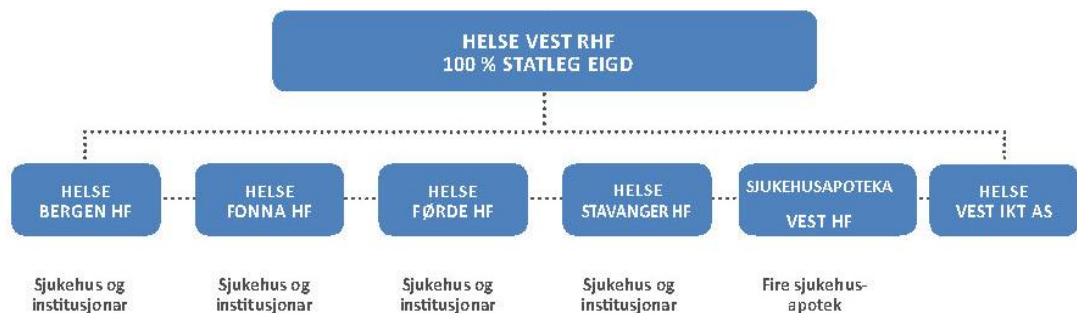 HELSE VEST RHF
100 % STATLEG EIGD
HELSE
BERGEN HF
HELSE
FONNA HF
HELSE
FØRDE HF
HELSE
STAVANGER HF
SJUKEHUSAPOTEKA
VEST HF
HELSE
VEST IKT AS
Sjukehus og
institusjonar
Sjukehus og
institusjonar
Sjukehus og
institusjonar
Sjukehus og
institusjonar
Fire sjukehus-
apotek